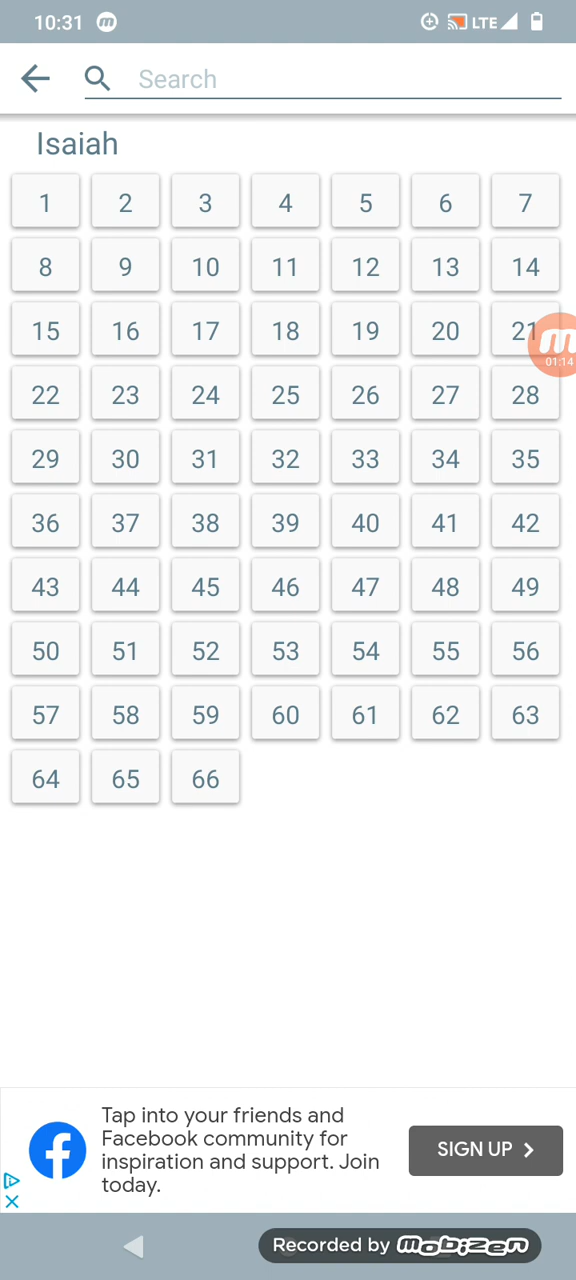 10:31 m LTE
Search
Isaiah
1 2 3 4 5 6 7
8 9 10 11 12 13 14
15 16 17 18 19 20 21
m
01:14
22 23 24 25 26 27 28
29 30 31 32 33 34 35
36 37 38 39 40 41 42
43 44 45 46 47 48 49
50 51 52 53 54 55 56
57 58 59 60 61 62 63
64 65 66
Tap into your friends and
Facebook community for
inspiration and support. Join
today.
SIGN UP
Recorded by mobizen